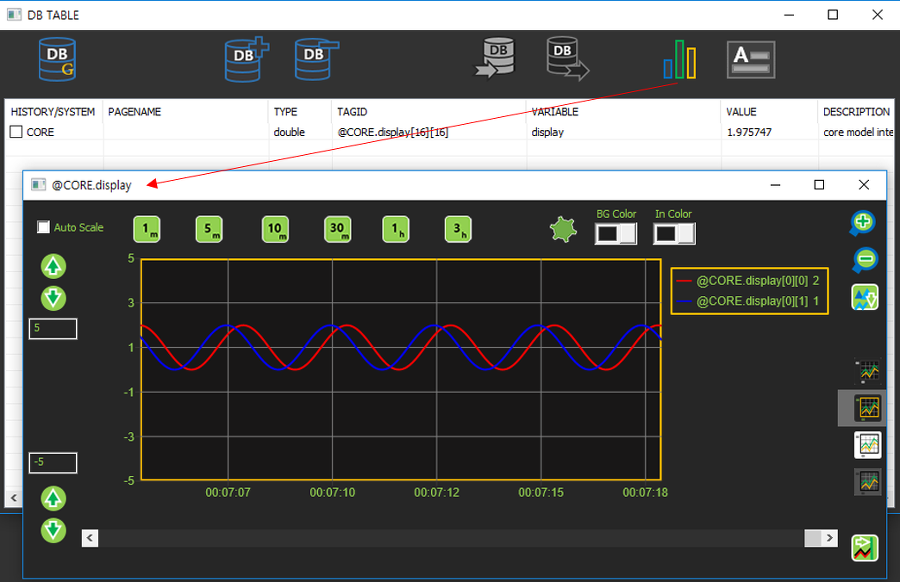 DB TABLE
DB G
DB
DB
DB
DB
A
HISTORY/SYSTEM PAGENAME TYPE TAGID VARIABLE VALUE DESCRIPTION
CORE double @CORE.display[16][16] display 1.975747 core model inte
@CORE.display
Auto Scale 1m 5m 10m 30m 1h 3h BG Color In Color
5
3
1
-1
-3
-5
@CORE.display[0][0] 2
@CORE.display[0][1] 1
5
-5
00:07:07 00:07:10 00:07:12 00:07:15 00:07:18